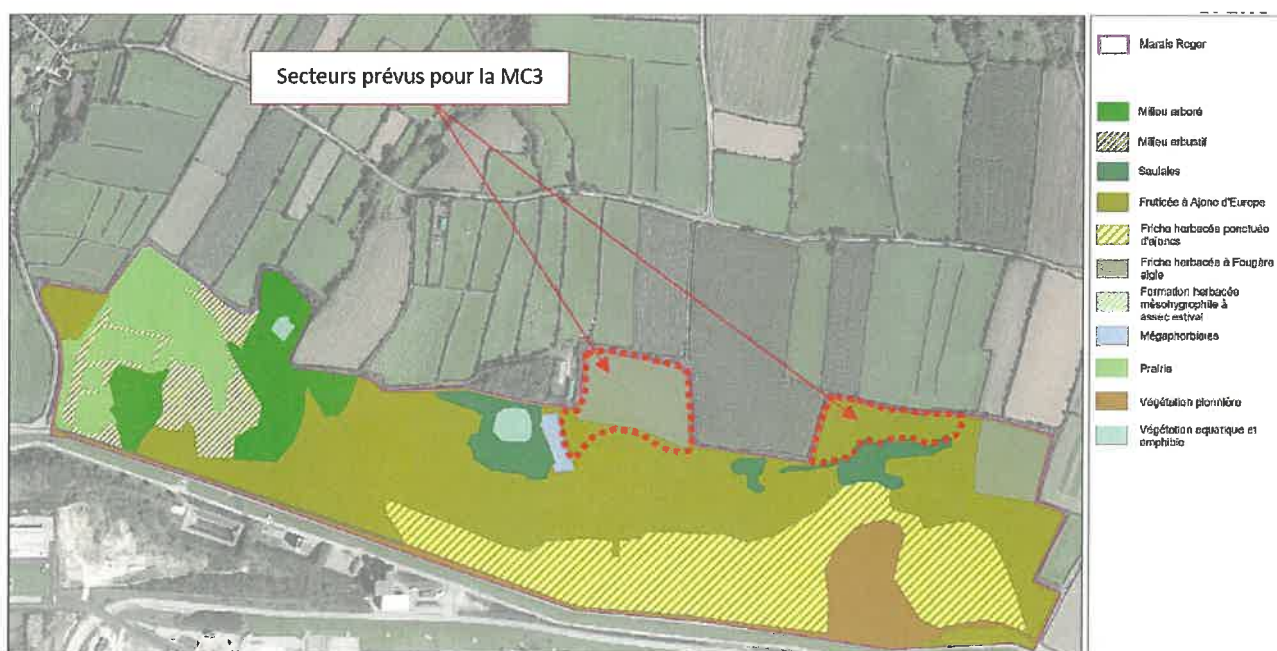 Secteurs prévus pour la MC3
Marais Roger
Milieu arboré
Milieu arbustif
Saulaies
Fruticée à Ajonc d'Europe
Friche herbacée ponctuée
d'ajoncs
Friche herbacée à Fougère
aigle
Formation herbacée
mésohygrophile à
assec estival
Mégaphorbiaies
Prairie
Végétation pionnière
Végétation aquatique et
amphibie